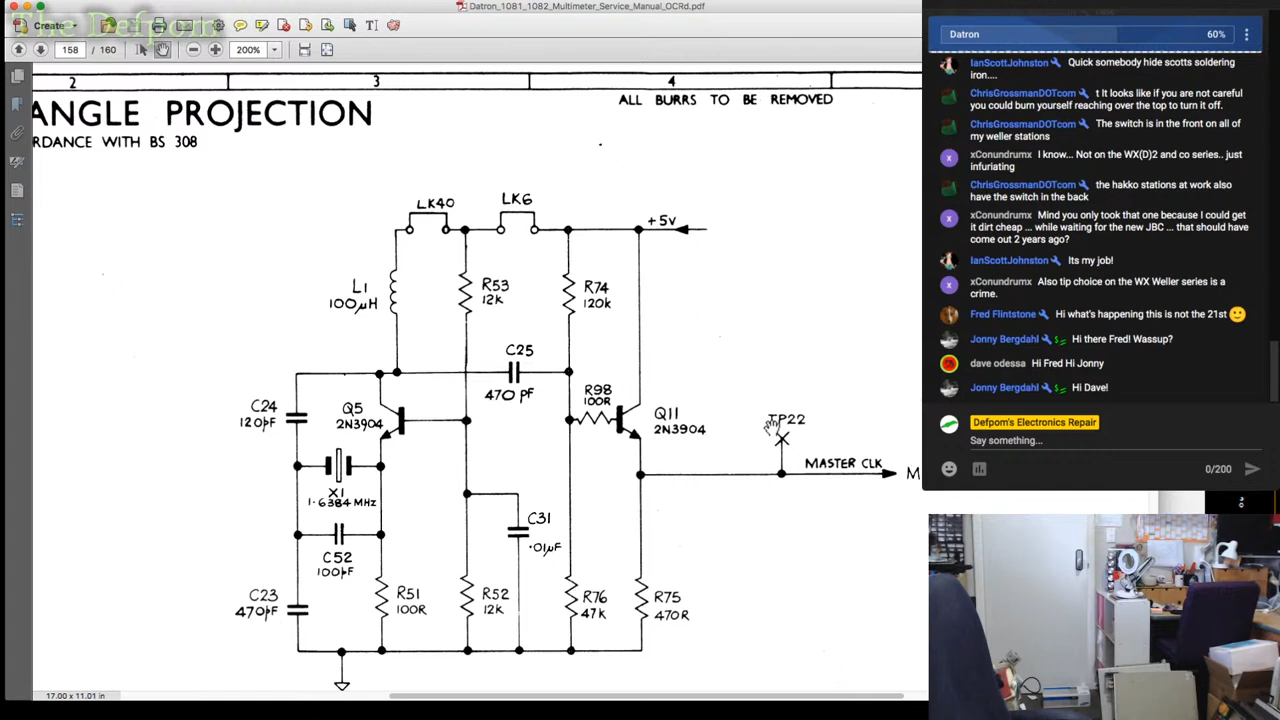 Datron_1081_1082_Multimeter_Service_Manual_OCRd.pdf
The Defpom
Create
158 / 160
200%
2
3
4
ANGLE PROJECTION
ALL BURRS TO BE REMOVED
RDANCE WITH BS 308
LK40
LK6
+5v
L1
100µH
R53
12K
R74
120k
C25
470 pF
R98
100R
C24
120pF
Q5
2N3904
Q11
2N3904
TP22
MASTER CLK
M
X1
1·6384 MHz
C31
·01µF
C52
100pF
C23
470pF
R51
100R
R52
12K
R76
47K
R75
470R
17.00 x 11.01 in
Datron
60%
IanScottJohnston Quick somebody hide scotts soldering
iron....
ChrisGrossmanDOTcom t It looks like if you are not careful
you could burn yourself reaching over the top to turn it off.
ChrisGrossmanDOTcom The switch is in the front on all of
my weller stations
xConundrumx I know... Not on the WX(D)2 and co series.. just
infuriating
ChrisGrossmanDOTcom the hakko stations at work also
have the switch in the back
xConundrumx Mind you only took that one because I could get
it dirt cheap ... while waiting for the new JBC ... that should have
come out 2 years ago?
IanScottJohnston Its my job!
xConundrumx Also tip choice on the WX Weller series is a
crime.
Fred Flintstone Hi what's happening this is not the 21st 🙂
Jonny Bergdahl Hi there Fred! Wassup?
dave odessa Hi Fred Hi Jonny
Jonny Bergdahl Hi Dave!
Defpom's Electronics Repair
Say something...
0/200